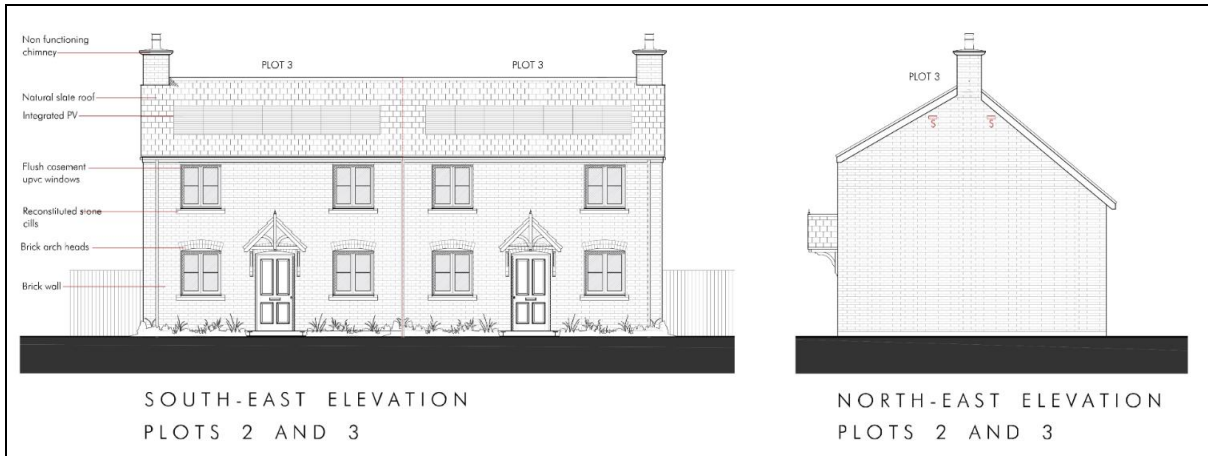 Non functioning
chimney
PLOT 3
PLOT 3
Natural slate roof
Integrated PV
Flush casement
upvc windows
Reconstituted stone
cills
Brick arch heads
Brick wall
SOUTH-EAST ELEVATION
PLOTS 2 AND 3
PLOT 3
S
S
NORTH-EAST ELEVATION
PLOTS 2 AND 3